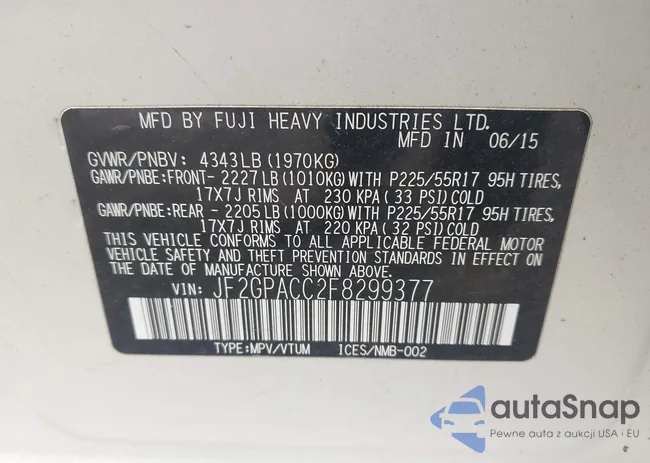 MFD BY FUJI HEAVY INDUSTRIES LTD.
MFD IN 06/15
GVWR/PNBV: 4343LB(1970KG)
GAWR/PNBE:FRONT- 2227LB(1010KG)WITH P225/55R17 95H TIRES,
17X7J RIMS AT 230 KPA (33 PSI)COLD
GAWR/PNBE:REAR - 2205LB(1000KG)WITH P225/55R17 95H TIRES,
17X7J RIMS AT 220 KPA (32 PSI)COLD
THIS VEHICLE CONFORMS TO ALL APPLICABLE FEDERAL MOTOR
VEHICLE SAFETY AND THEFT PREVENTION STANDARDS IN EFFECT
ON THE DATE OF MANUFACTURE SHOWN ABOVE.
VIN: JF2GPACC2F8299377
TYPE:MPV/VTUM ICES/NMB-002
autoSnap
Pewne auta z aukcji USA i EU